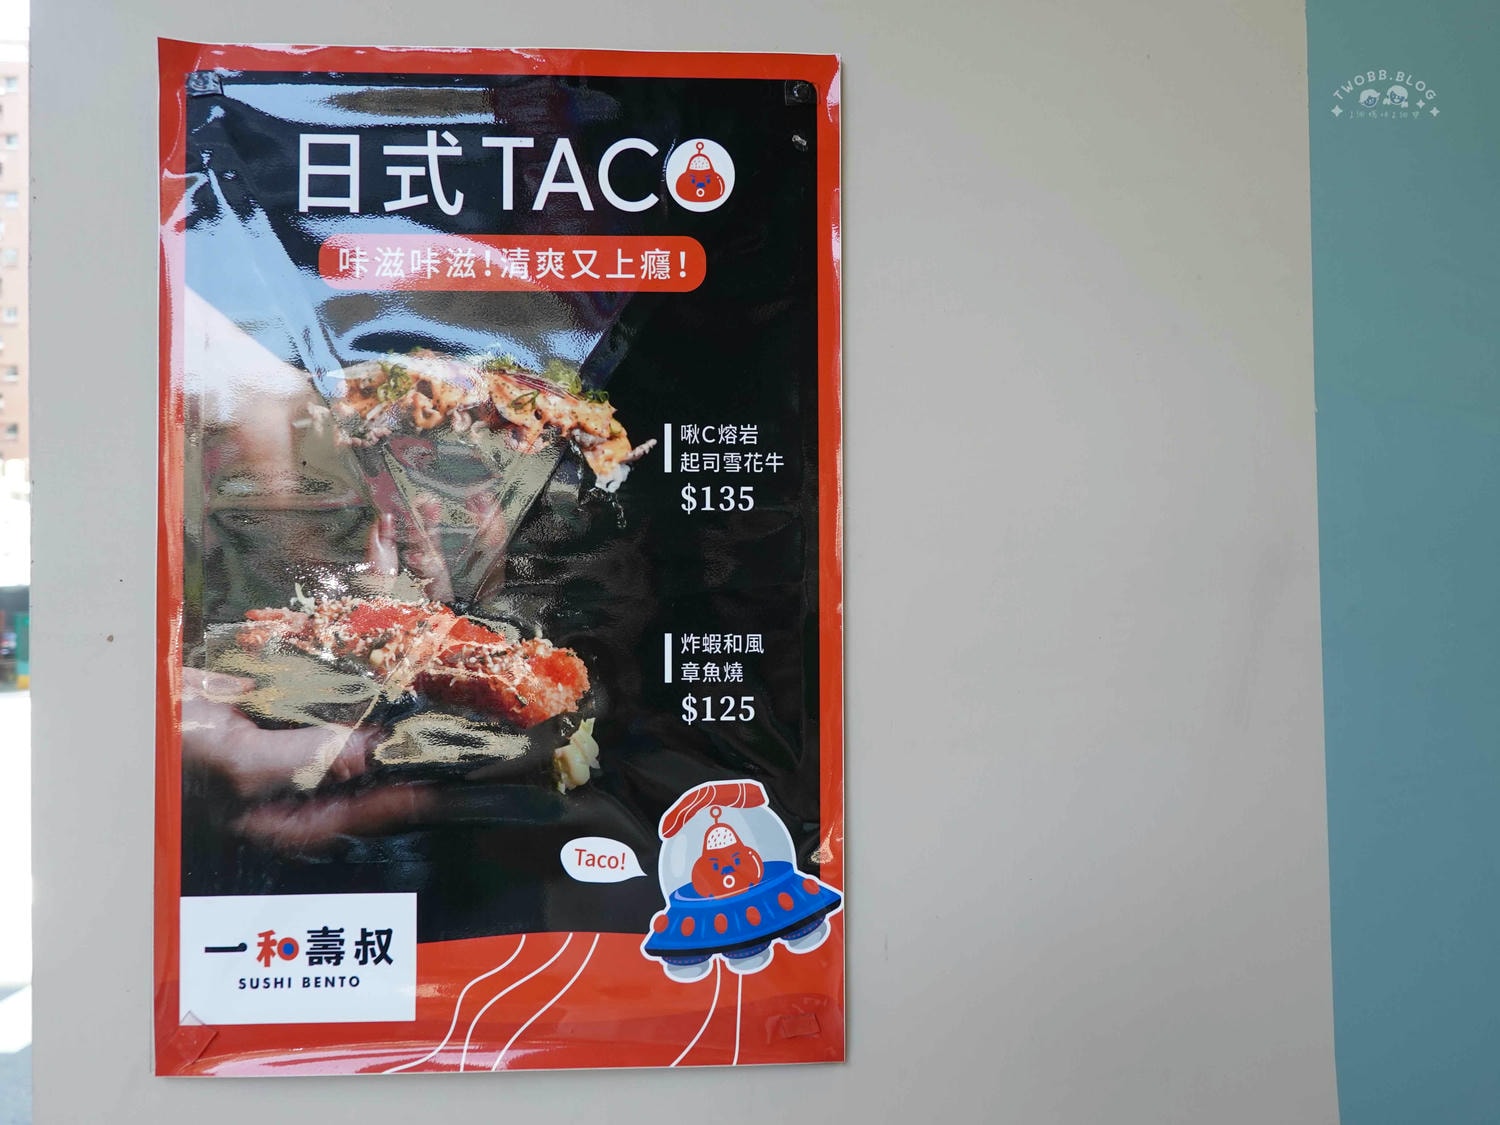 日式TACO
咔滋咔滋!清爽又上癮!
啾C熔岩
起司雪花牛
$135
炸蝦和風
章魚燒
$125
Taco!
一和壽叔
SUSHI BENTO
TWOBB.BLOG